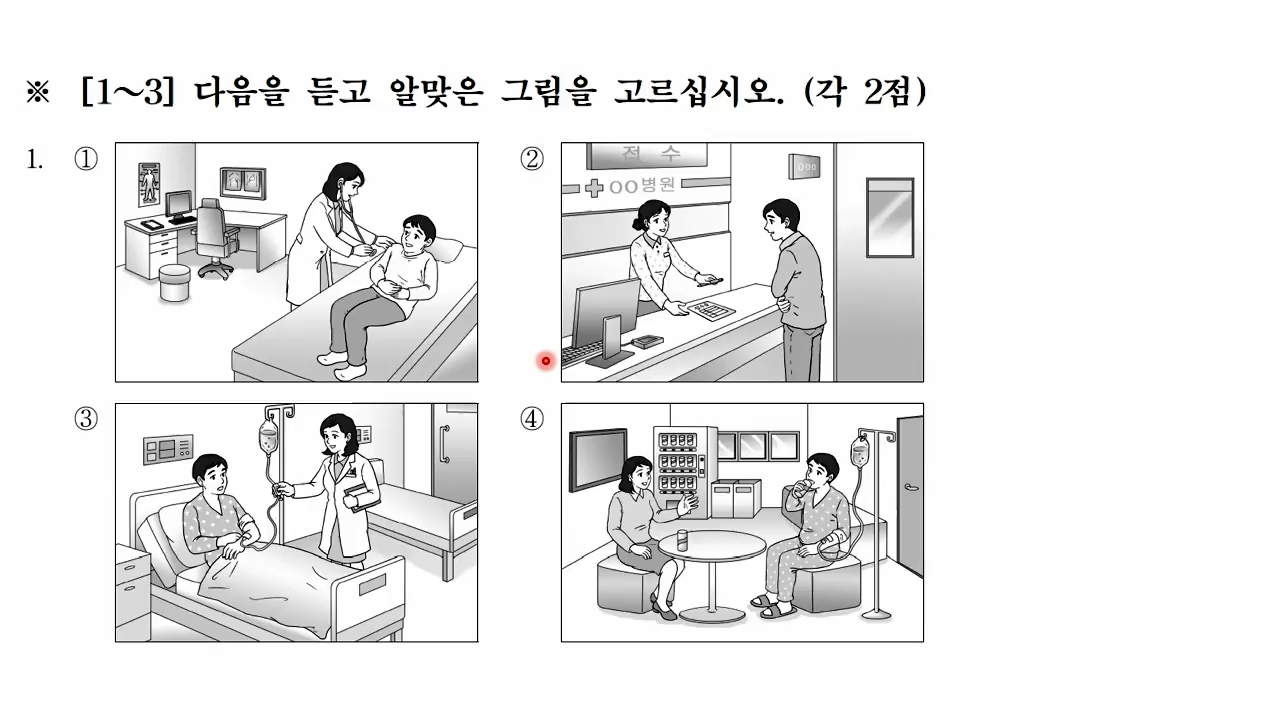 ※ [1~3] 다음을 듣고 알맞은 그림을 고르십시오. (각 2점)
1. ① ②
접 수
OO병원
③ ④